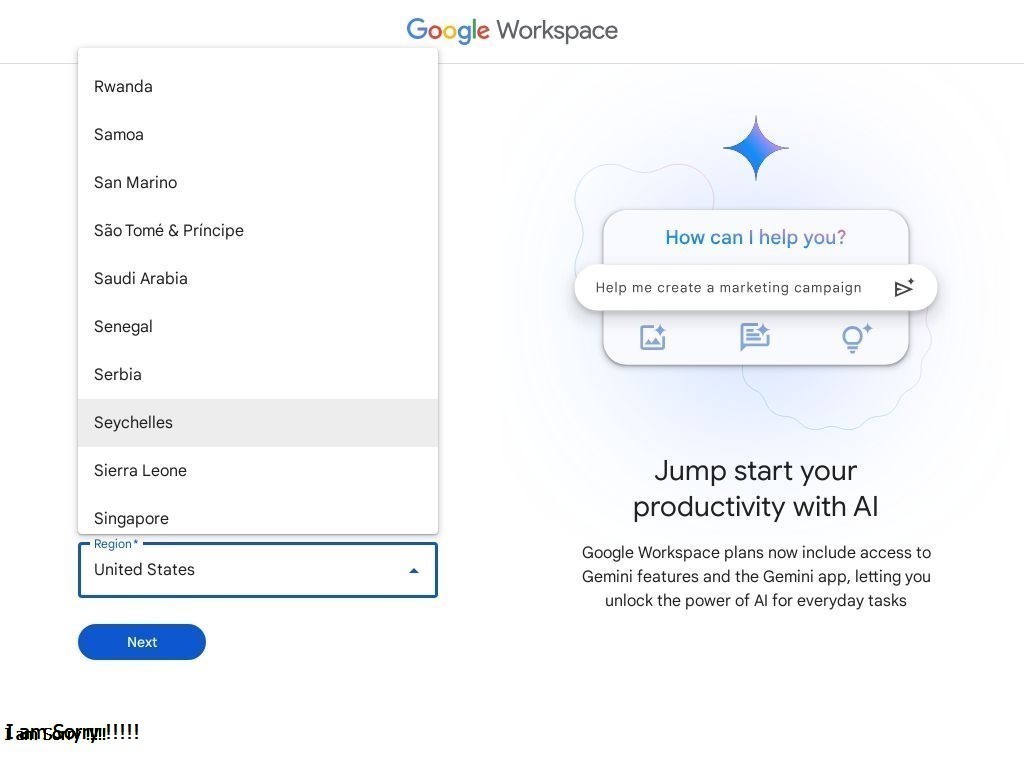 Google Workspace
Rwanda
Samoa
San Marino
São Tomé & Príncipe
Saudi Arabia
Senegal
Serbia
Seychelles
Sierra Leone
Singapore
Region*
United States
Next
How can I help you?
Help me create a marketing campaign
Jump start your
productivity with AI
Google Workspace plans now include access to
Gemini features and the Gemini app, letting you
unlock the power of AI for everyday tasks
I am Sorry !!!!!
I am Sorry !!!!